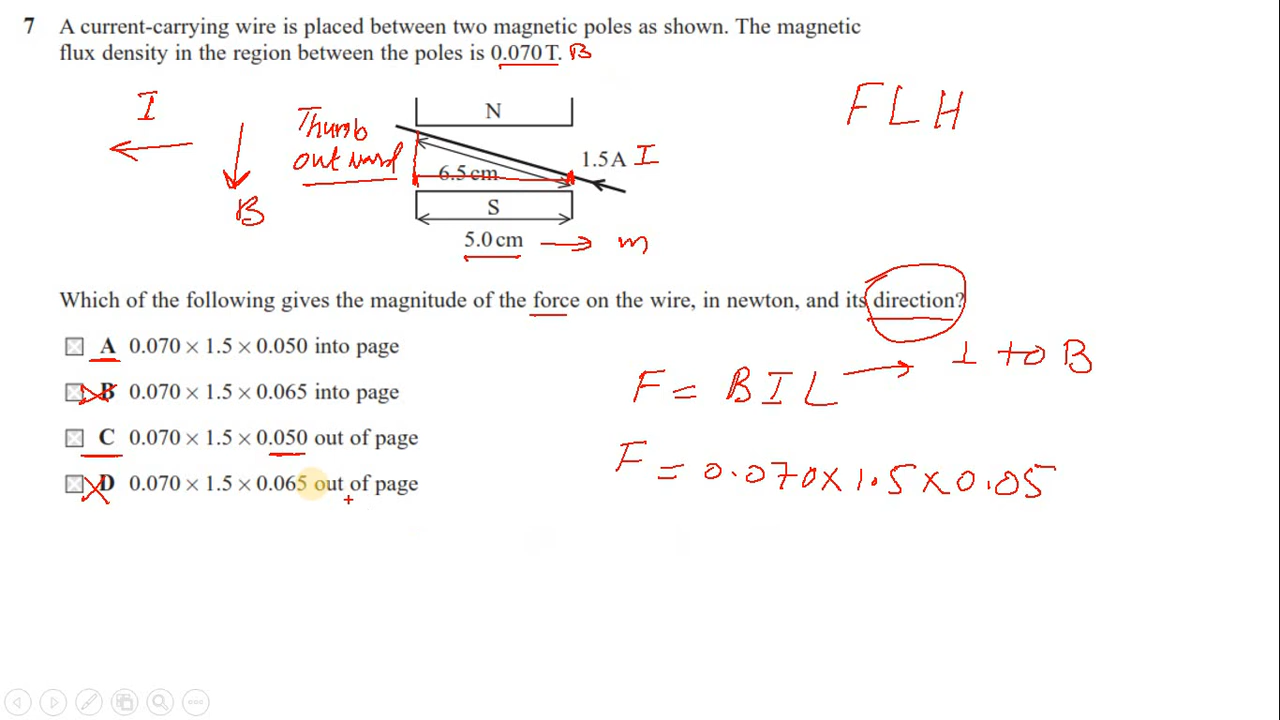 7 A current-carrying wire is placed between two magnetic poles as shown. The magnetic
flux density in the region between the poles is 0.070 T. B
I
B
Thumb
outward
N
1.5 A I
6.5 cm
S
5.0 cm → m
FLH
Which of the following gives the magnitude of the force on the wire, in newton, and its direction?
A 0.070 × 1.5 × 0.050 into page
B 0.070 × 1.5 × 0.065 into page
C 0.070 × 1.5 × 0.050 out of page
D 0.070 × 1.5 × 0.065 out of page
F = BIL → ⊥ to B
F = 0.070×1.5×0.05